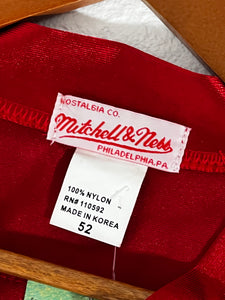 NOSTALGIA CO.
Mitchell & Ness
PHILADELPHIA, PA.
100% NYLON
RN# 110592
MADE IN KOREA
52